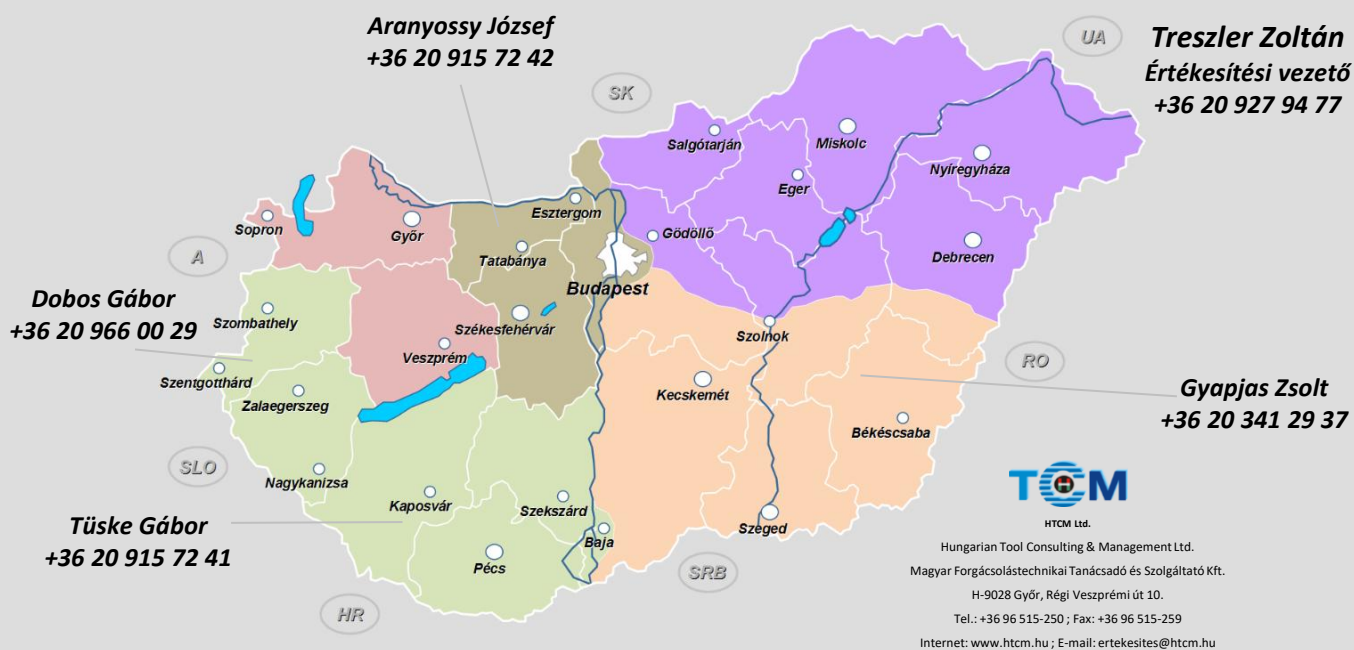 Aranyossy József
+36 20 915 72 42
UA
Treszler Zoltán
Értékesítési vezető
+36 20 927 94 77
SK
Salgótarján
Miskolc
Nyíregyháza
Eger
Esztergom
Sopron
Győr
Gödöllő
Debrecen
A
Tatabánya
Budapest
Dobos Gábor
+36 20 966 00 29
Szombathely
Székesfehérvár
Szolnok
Veszprém
RO
Szentgotthárd
Zalaegerszeg
Kecskemét
Gyapjas Zsolt
+36 20 341 29 37
Békéscsaba
SLO
Nagykanizsa
Kaposvár
Szekszárd
TCM
H
HTCM Ltd.
Tüske Gábor
+36 20 915 72 41
Baja
Szeged
Pécs
SRB
HR
Hungarian Tool Consulting & Management Ltd.
Magyar Forgácsolástechnikai Tanácsadó és Szolgáltató Kft.
H-9028 Győr, Régi Veszprémi út 10.
Tel.: +36 96 515-250 ; Fax: +36 96 515-259
Internet: www.htcm.hu ; E-mail: ertekesites@htcm.hu